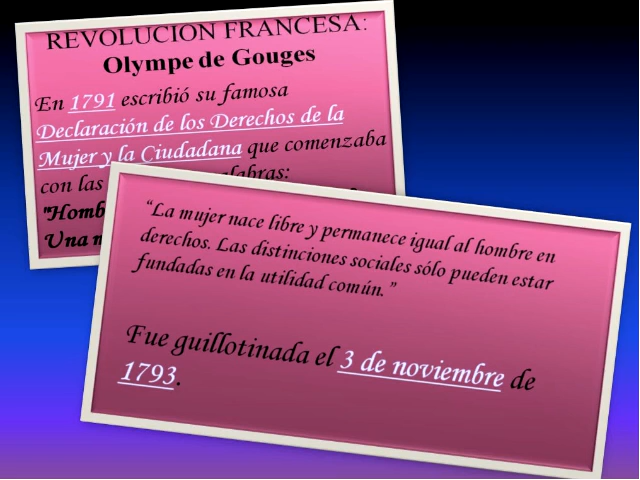 REVOLUCIÓN FRANCESA:
Olympe de Gouges
En 1791 escribió su famosa
Declaración de los Derechos de la
Mujer y la Ciudadana que comenzaba
con las
"Homb
Una
“La mujer nace libre y permanece igual al hombre en
derechos. Las distinciones sociales sólo pueden estar
fundadas en la utilidad común.”
Fue guillotinada el 3 de noviembre de
1793.